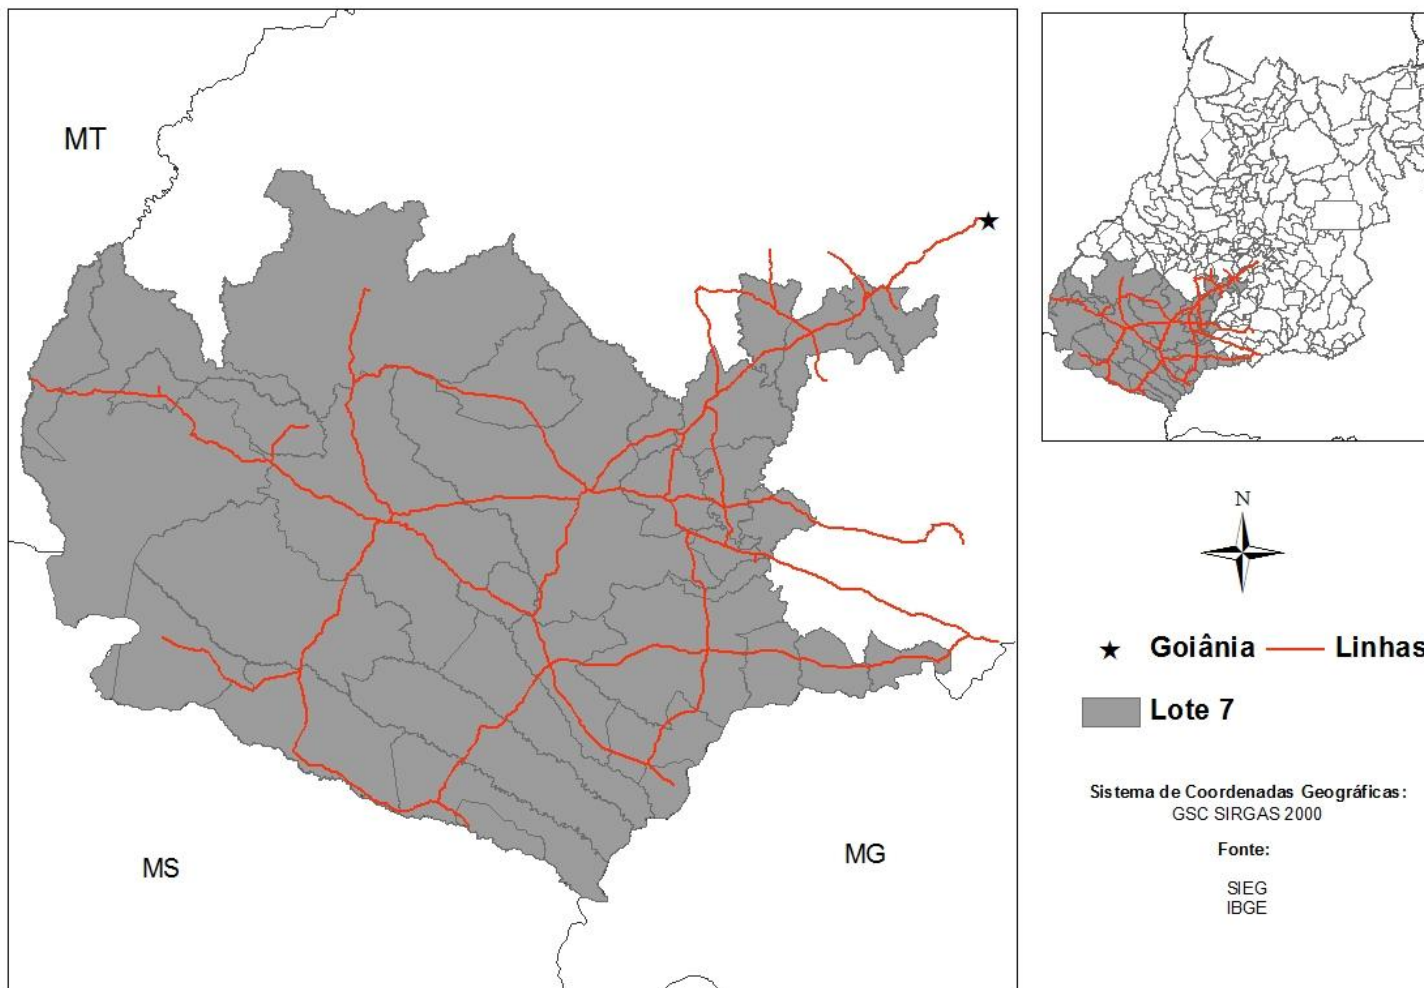 MT
MS
MG
N
Goiânia
Linhas
Lote 7
Sistema de Coordenadas Geográficas:
GSC SIRGAS 2000
Fonte:
SIEG
IBGE